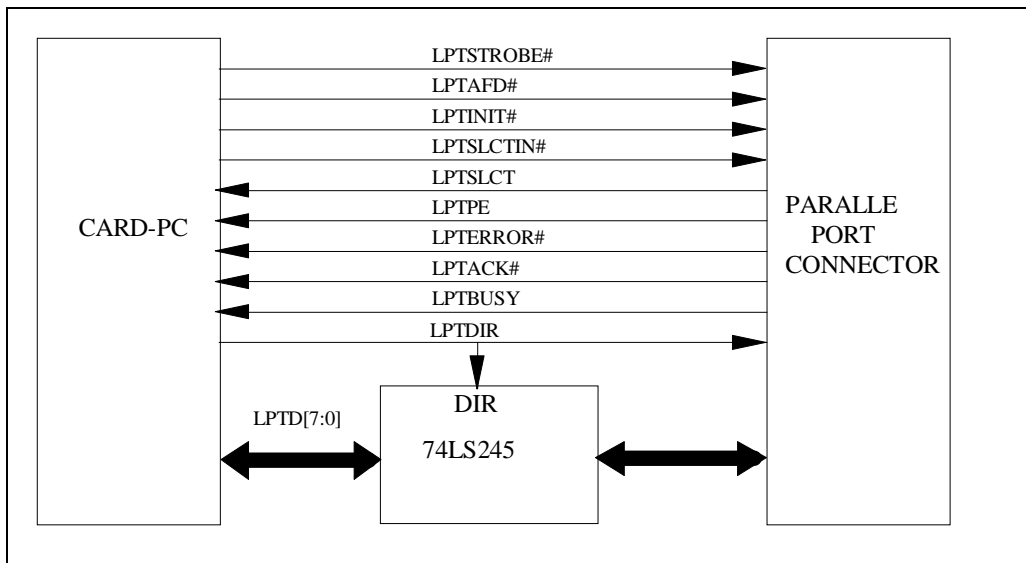 LPTSTROBE#
LPTAFD#
LPTINIT#
LPTSLCTIN#
LPTSLCT
LPTPE
LPTERROR#
LPTACK#
LPTBUSY
LPTDIR
CARD-PC
PARALLE
PORT
CONNECTOR
LPTD[7:0]
DIR
74LS245